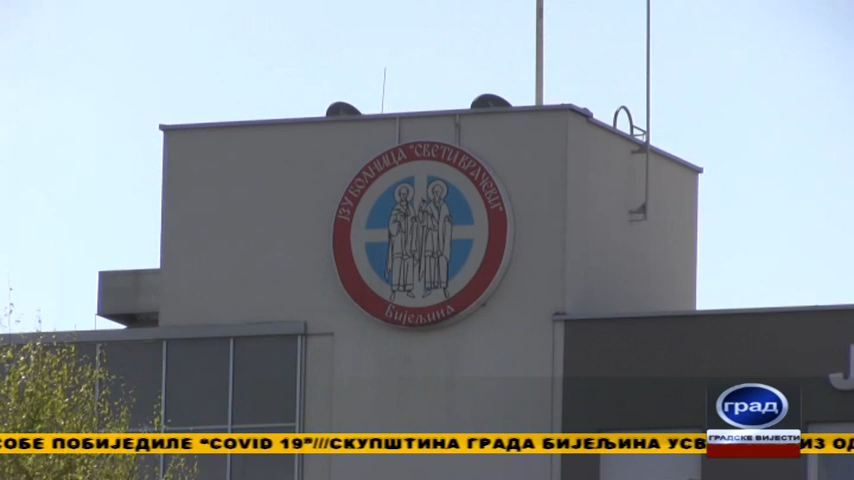 ЈЗУ БОЛНИЦА "СВЕТИ ВРАЧЕВИ"
Бијељина
Ј
град
ГРАДСКЕ ВИЈЕСТИ
СОБЕ ПОБИЈЕДИЛЕ "COVID 19"///СКУПШТИНА ГРАДА БИЈЕЉИНА УСВ ИЗ ОД